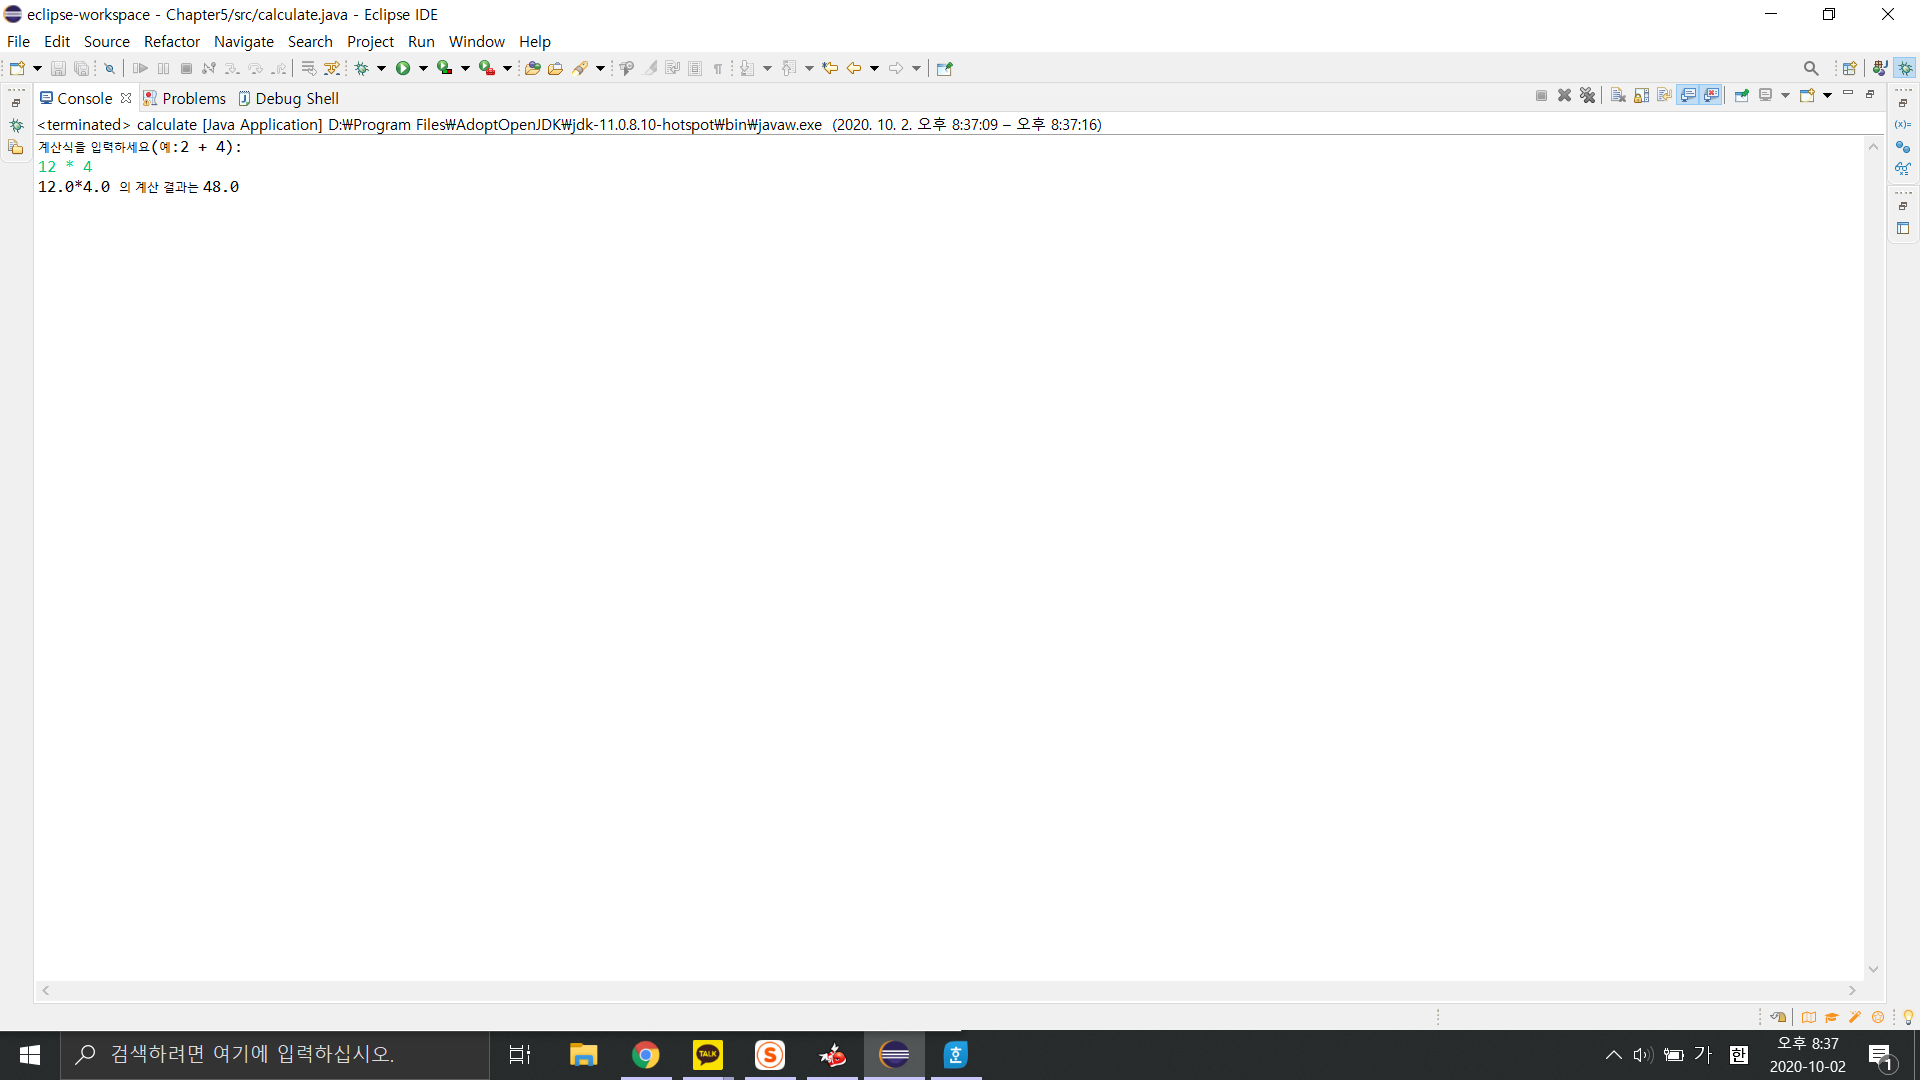 eclipse-workspace - Chapter5/src/calculate.java - Eclipse IDE
File Edit Source Refactor Navigate Search Project Run Window Help
Console Problems Debug Shell
<terminated> calculate [Java Application] D:₩Program Files₩AdoptOpenJDK₩jdk-11.0.8.10-hotspot₩bin₩javaw.exe (2020. 10. 2. 오후 8:37:09 – 오후 8:37:16)
계산식을 입력하세요(예:2 + 4):
12 * 4
12.0*4.0 의 계산 결과는 48.0
검색하려면 여기에 입력하십시오.
TALK
S
호
가
한
오후 8:37
2020-10-02
1